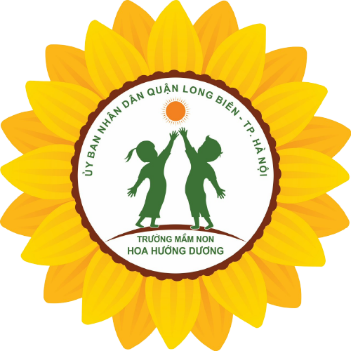 ỦY BAN NHÂN DÂN QUẬN LONG BIÊN - TP. HÀ NỘI
TRƯỜNG MẦM NON
HOA HƯỚNG DƯƠNG